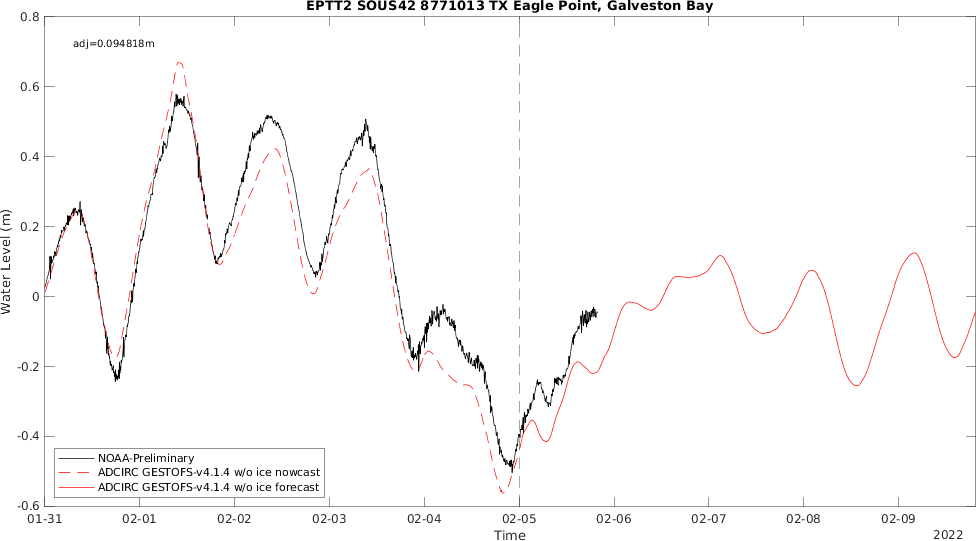 EPTT2 SOUS42 8771013 TX Eagle Point, Galveston Bay
adj=0.094818m
0.8
0.6
0.4
0.2
0
-0.2
-0.4
-0.6
Water Level (m)
NOAA-Preliminary
ADCIRC GESTOFS-v4.1.4 w/o ice nowcast
ADCIRC GESTOFS-v4.1.4 w/o ice forecast
01-31 02-01 02-02 02-03 02-04 02-05 02-06 02-07 02-08 02-09
Time
2022